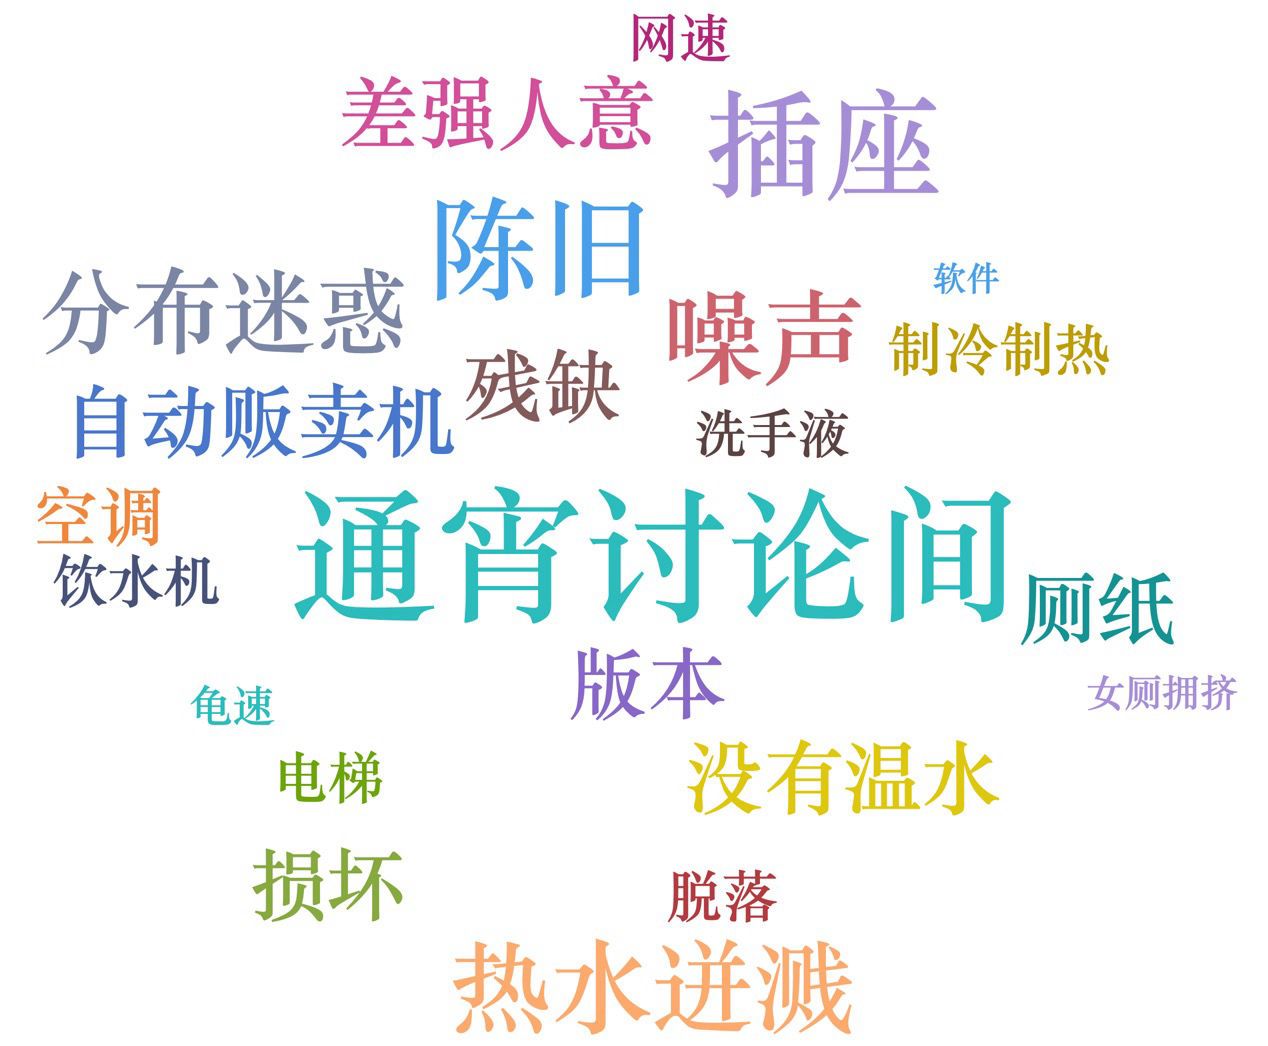 网速
差强人意
插座
陈旧
分布迷惑
噪声
软件
制冷制热
残缺
自动贩卖机
洗手液
空调
通宵讨论间
饮水机
厕纸
版本
女厕拥挤
龟速
电梯
没有温水
损坏
脱落
热水迸溅